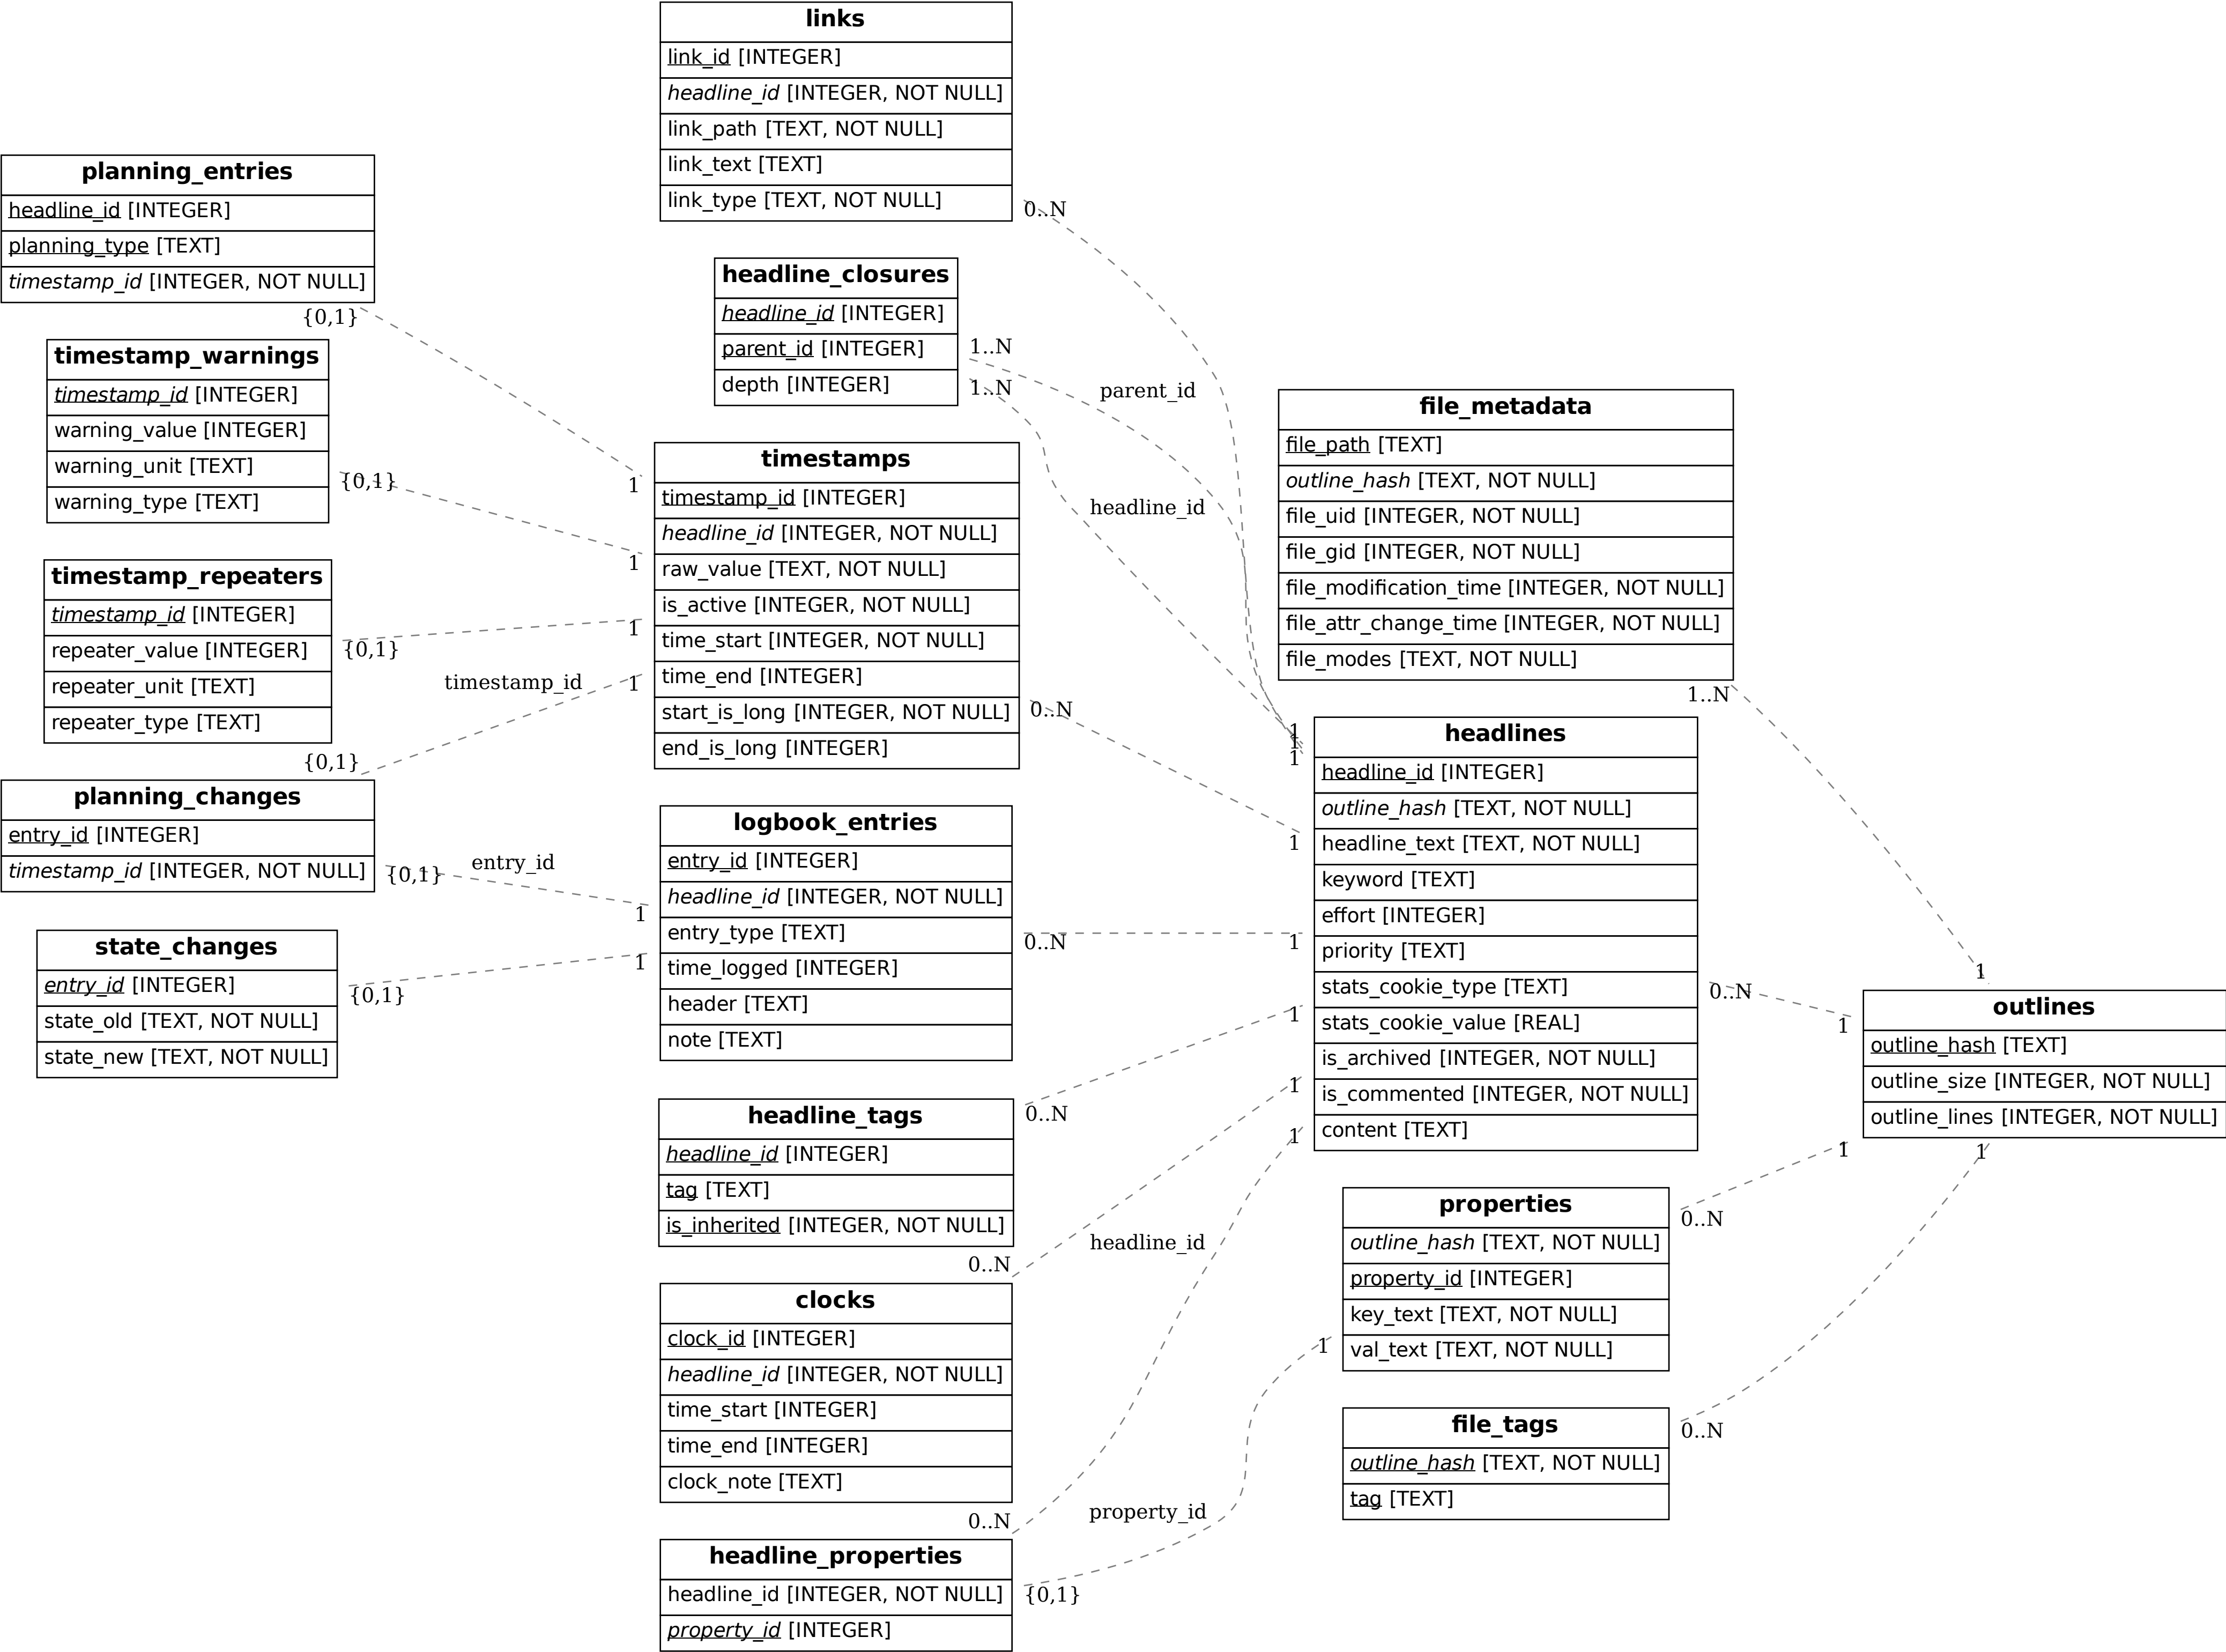 links
link_id [INTEGER]
headline_id [INTEGER, NOT NULL]
link_path [TEXT, NOT NULL]
link_text [TEXT]
link_type [TEXT, NOT NULL]
0..N
planning_entries
headline_id [INTEGER]
planning_type [TEXT]
timestamp_id [INTEGER, NOT NULL]
{0,1}
headline_closures
headline_id [INTEGER]
parent_id [INTEGER]
depth [INTEGER]
1..N
1..N
parent_id
headline_id
timestamp_warnings
timestamp_id [INTEGER]
warning_value [INTEGER]
warning_unit [TEXT]
warning_type [TEXT]
{0,1}
timestamps
timestamp_id [INTEGER]
headline_id [INTEGER, NOT NULL]
raw_value [TEXT, NOT NULL]
is_active [INTEGER, NOT NULL]
time_start [INTEGER, NOT NULL]
time_end [INTEGER]
start_is_long [INTEGER, NOT NULL]
end_is_long [INTEGER]
1
1
1
1
0..N
file_metadata
file_path [TEXT]
outline_hash [TEXT, NOT NULL]
file_uid [INTEGER, NOT NULL]
file_gid [INTEGER, NOT NULL]
file_modification_time [INTEGER, NOT NULL]
file_attr_change_time [INTEGER, NOT NULL]
file_modes [TEXT, NOT NULL]
1..N
timestamp_repeaters
timestamp_id [INTEGER]
repeater_value [INTEGER]
repeater_unit [TEXT]
repeater_type [TEXT]
{0,1}
timestamp_id
{0,1}
planning_changes
entry_id [INTEGER]
timestamp_id [INTEGER, NOT NULL]
{0,1}
entry_id
1
logbook_entries
entry_id [INTEGER]
headline_id [INTEGER, NOT NULL]
entry_type [TEXT]
time_logged [INTEGER]
header [TEXT]
note [TEXT]
0..N
1
state_changes
entry_id [INTEGER]
state_old [TEXT, NOT NULL]
state_new [TEXT, NOT NULL]
{0,1}
headlines
headline_id [INTEGER]
outline_hash [TEXT, NOT NULL]
headline_text [TEXT, NOT NULL]
keyword [TEXT]
effort [INTEGER]
priority [TEXT]
stats_cookie_type [TEXT]
stats_cookie_value [REAL]
is_archived [INTEGER, NOT NULL]
is_commented [INTEGER, NOT NULL]
content [TEXT]
1
1
1
1
1
1
1
1
0..N
outlines
outline_hash [TEXT]
outline_size [INTEGER, NOT NULL]
outline_lines [INTEGER, NOT NULL]
1
1
1
1
headline_tags
headline_id [INTEGER]
tag [TEXT]
is_inherited [INTEGER, NOT NULL]
0..N
clocks
clock_id [INTEGER]
headline_id [INTEGER, NOT NULL]
time_start [INTEGER]
time_end [INTEGER]
clock_note [TEXT]
0..N
headline_id
properties
outline_hash [TEXT, NOT NULL]
property_id [INTEGER]
key_text [TEXT, NOT NULL]
val_text [TEXT, NOT NULL]
0..N
1
file_tags
outline_hash [TEXT, NOT NULL]
tag [TEXT]
0..N
0..N
property_id
headline_properties
headline_id [INTEGER, NOT NULL]
property_id [INTEGER]
{0,1}